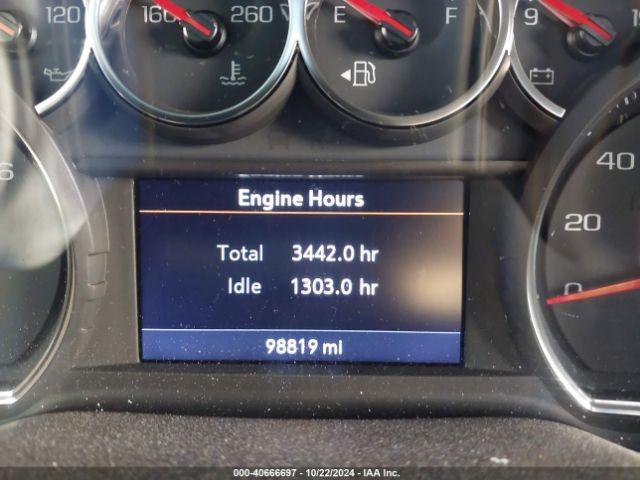 120 160 260 E F 9
6
40
20
0
Engine Hours
Total 3442.0 hr
Idle 1303.0 hr
98819 mi
000-40666697 - 10/22/2024 - IAA Inc.